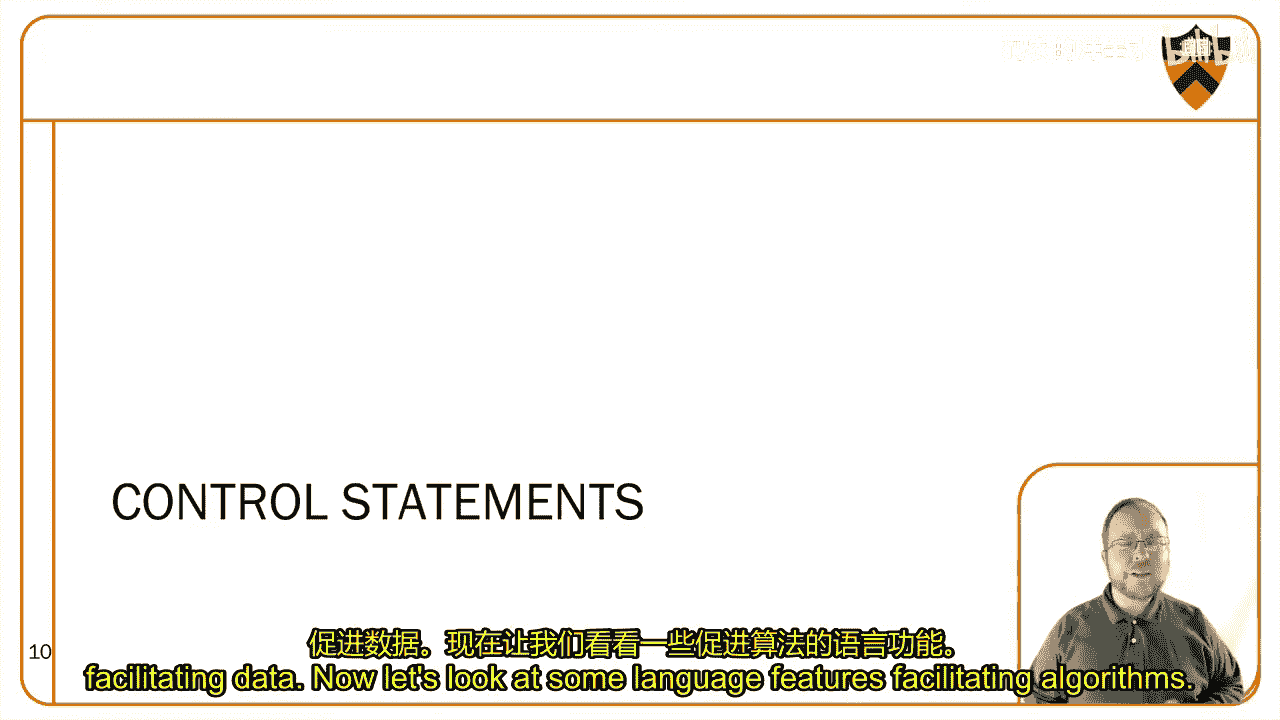 CONTROL STATEMENTS
10
促进数据。现在让我们看看一些促进算法的语言功能。
facilitating data. Now let's look at some language features facilitating algorithms.